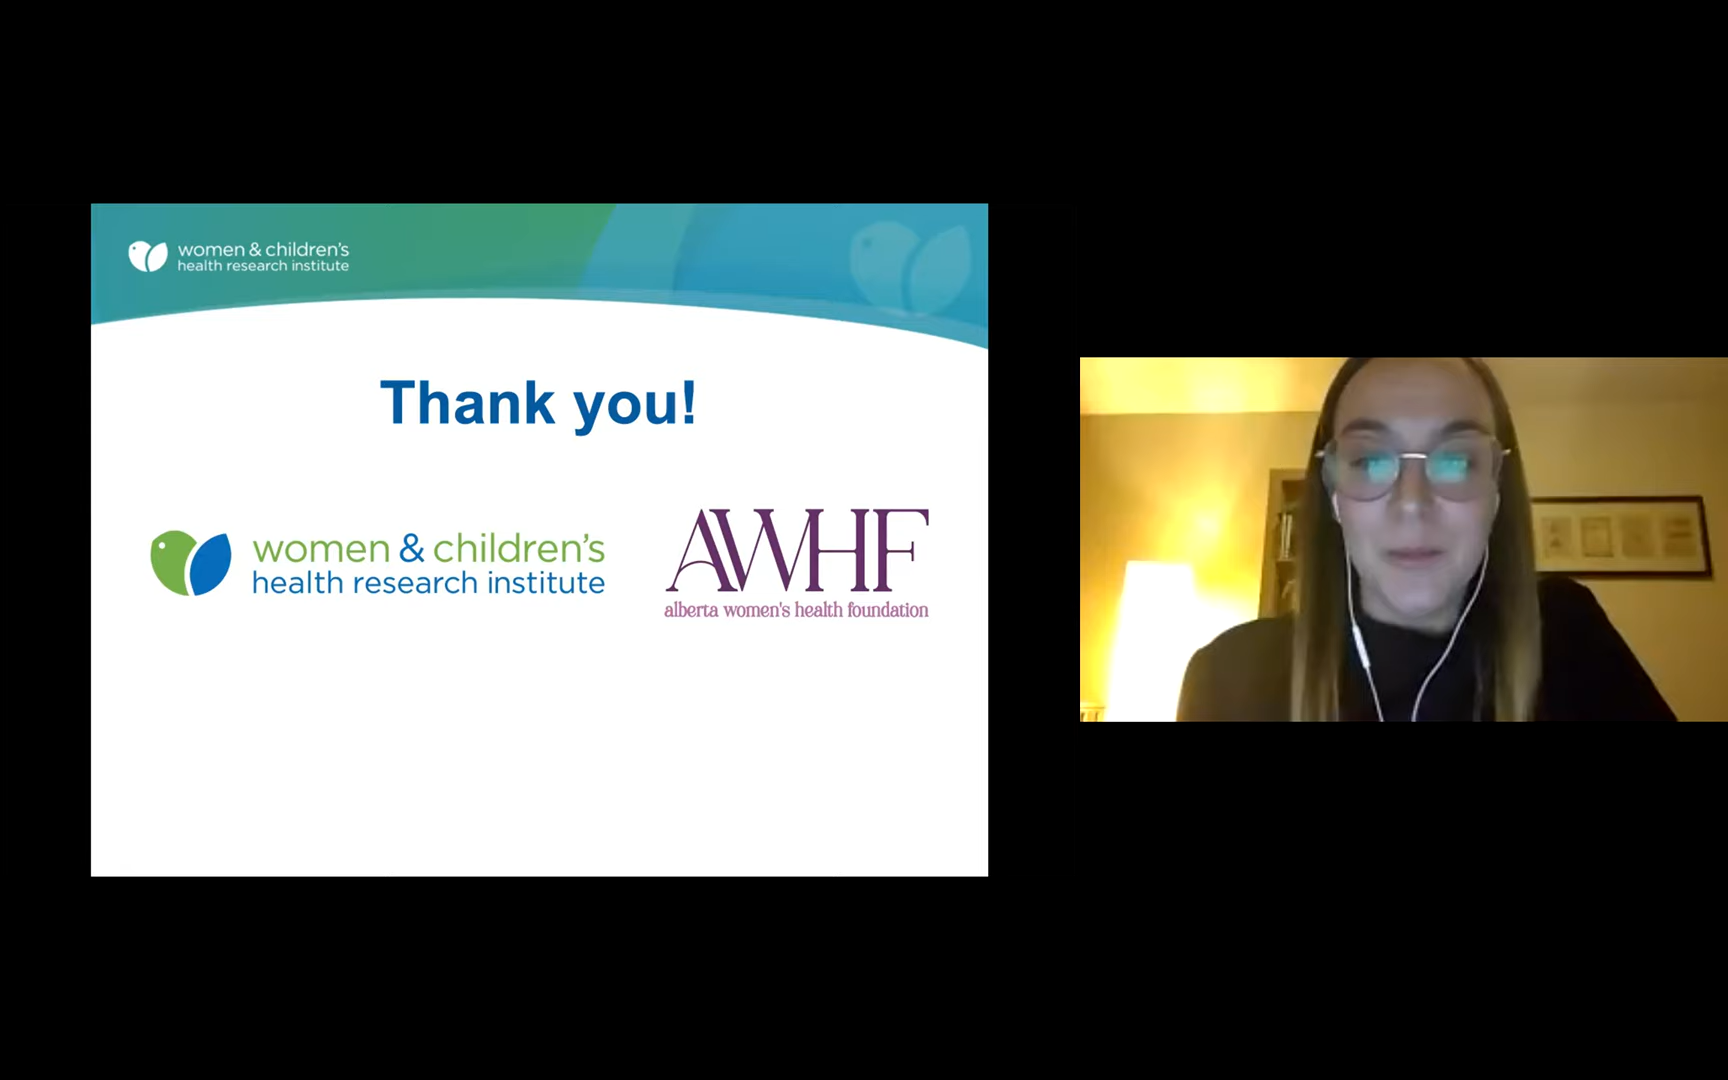 women & children's
health research institute
Thank you!
women & children's
health research institute
AWHF
alberta women's health foundation